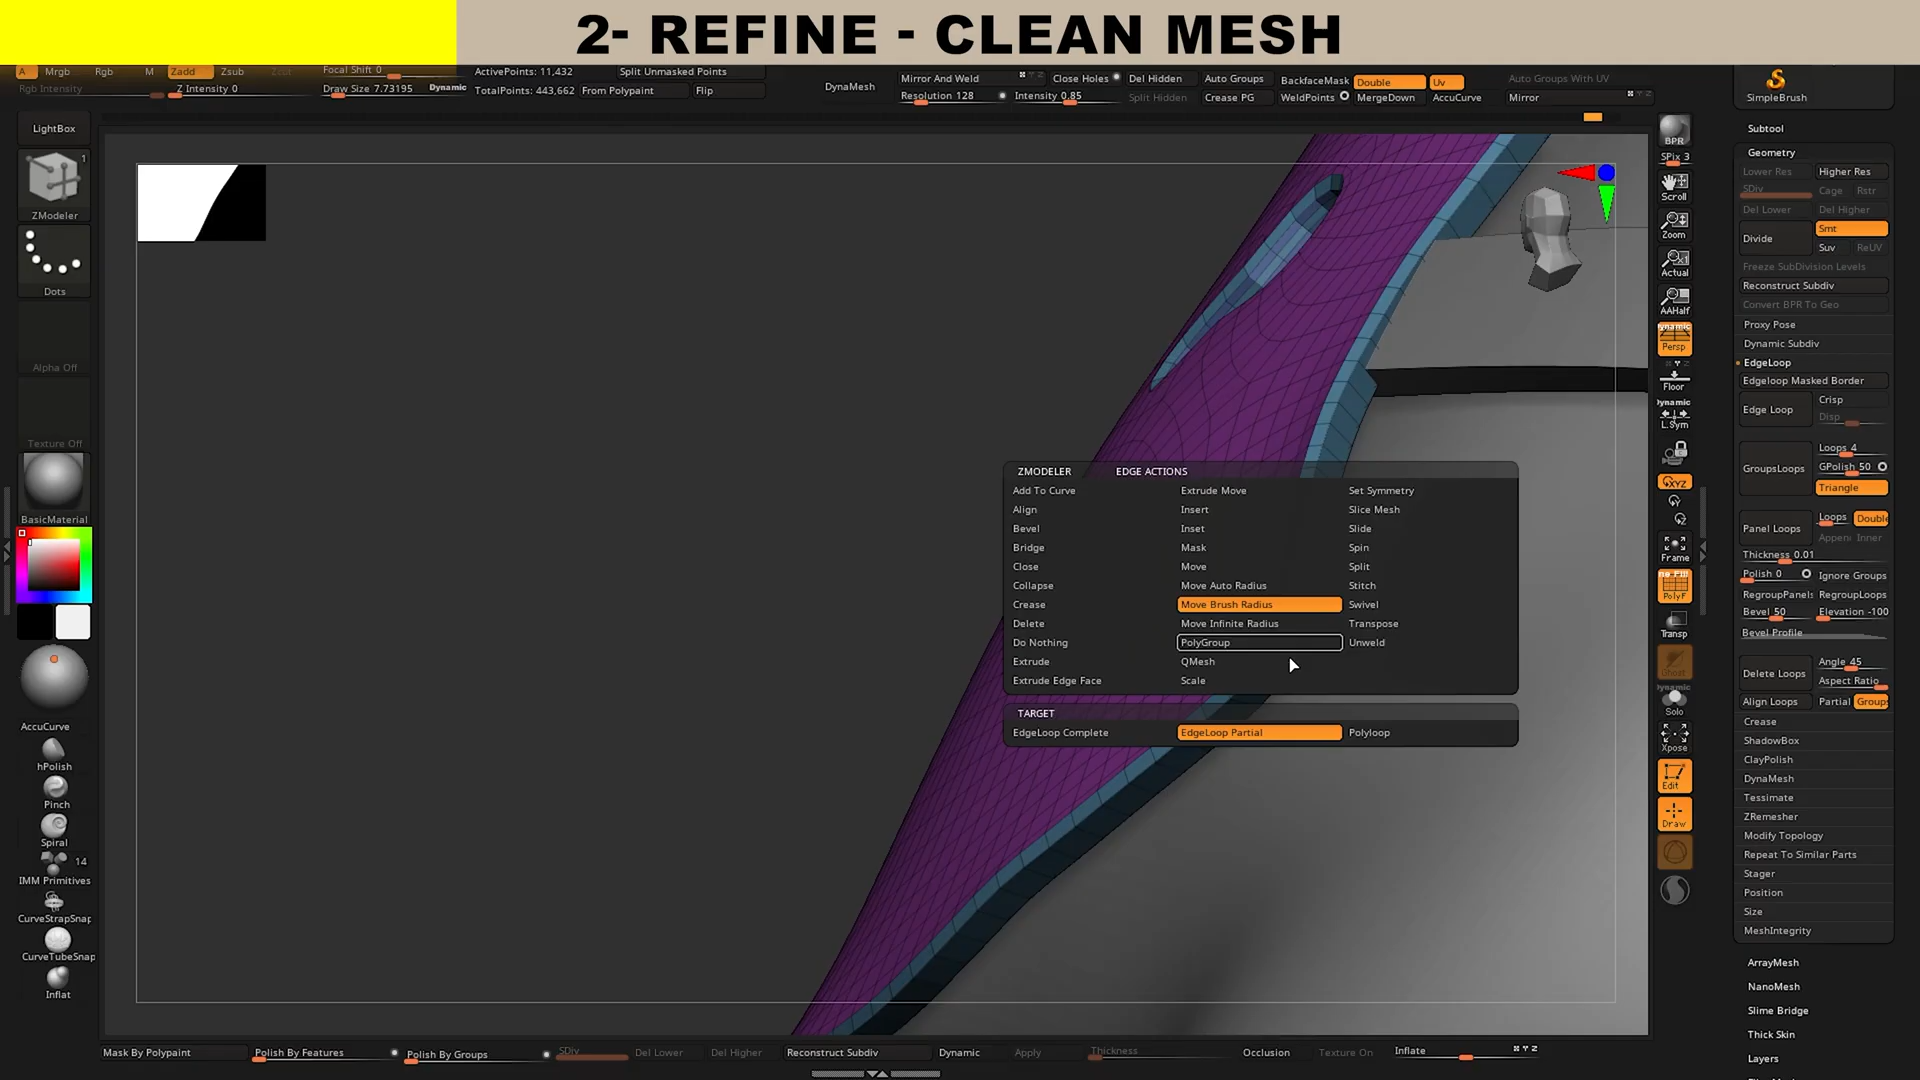 2- REFINE - CLEAN MESH
A Mrgb Rgb M Zadd Zsub Zcut
Rgb Intensity Z Intensity 0
Focal Shift 0
Draw Size 7.73195 Dynamic
ActivePoints: 11,432
TotalPoints: 443,662
Split Unmasked Points
From Polypaint Flip
DynaMesh
Mirror And Weld
Resolution 128
Close Holes
Intensity 0.85
Del Hidden
Split Hidden
Auto Groups
Crease PG
BackfaceMask
WeldPoints
Double
MergeDown
Uv
AccuCurve
Auto Groups With UV
Mirror
SimpleBrush
LightBox
1
ZModeler
Dots
Alpha Off
Texture Off
BasicMaterial
AccuCurve
hPolish
Pinch
Spiral
14
IMM Primitives
CurveStrapSnap
CurveTubeSnap
Inflat
ZMODELER EDGE ACTIONS
Add To Curve Extrude Move Set Symmetry
Align Insert Slice Mesh
Bevel Inset Slide
Bridge Mask Spin
Close Move Split
Collapse Move Auto Radius Stitch
Crease Move Brush Radius Swivel
Delete Move Infinite Radius Transpose
Do Nothing PolyGroup Unweld
Extrude QMesh
Extrude Edge Face Scale
TARGET
EdgeLoop Complete EdgeLoop Partial Polyloop
BPR
SPix 3
Scroll
Zoom
Actual
AAHalf
Dynamic
Persp
Floor
Dynamic
L.Sym
XYZ
Frame
PolyF
Transp
Ghost
Dynamic
Solo
Xpose
Edit
Draw
Subtool
Geometry
Lower Res Higher Res
SDiv Cage Rstr
Del Lower Del Higher
Divide Smt
Suv ReUV
Freeze SubDivision Levels
Reconstruct Subdiv
Convert BPR To Geo
Proxy Pose
Dynamic Subdiv
EdgeLoop
Edgeloop Masked Border
Edge Loop Crisp
Disp
GroupsLoops Loops 4
GPolish 50
Triangle
Panel Loops Loops Double
Append Inner
Thickness 0.01
Polish 0 Ignore Groups
RegroupPanels RegroupLoops
Bevel 50 Elevation -100
Bevel Profile
Delete Loops Angle 45
Aspect Ratio
Align Loops Partial Groups
Crease
ShadowBox
ClayPolish
DynaMesh
Tessimate
ZRemesher
Modify Topology
Repeat To Similar Parts
Stager
Position
Size
MeshIntegrity
ArrayMesh
NanoMesh
Slime Bridge
Thick Skin
Layers
Mask By Polypaint Polish By Features Polish By Groups SDiv Del Lower Del Higher Reconstruct Subdiv Dynamic Apply Thickness Occlusion Texture On Inflate